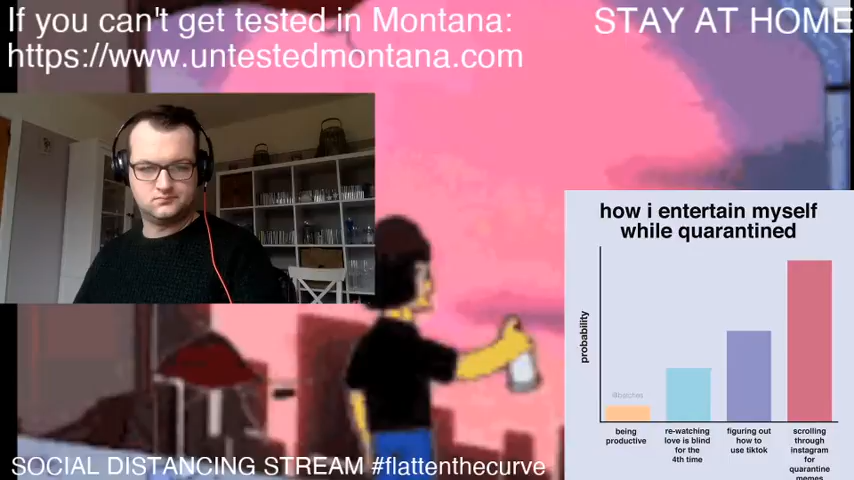 If you can't get tested in Montana:
https://www.untestedmontana.com
STAY AT HOME
how i entertain myself
while quarantined
probability
@betches
being
productive
re-watching
love is blind
for the
4th time
figuring out
how to
use tiktok
scrolling
through
instagram
for
quarantine
memes
SOCIAL DISTANCING STREAM #flattenthecurve